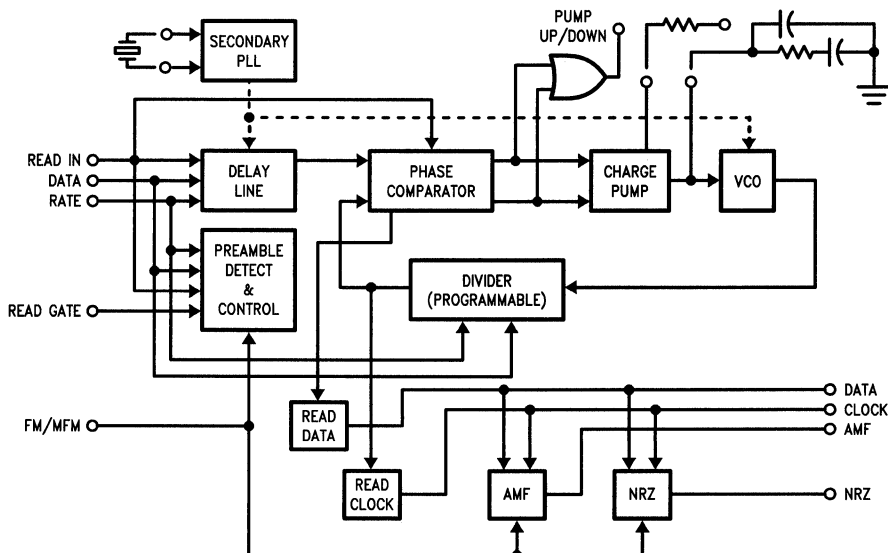 PUMP
UP/DOWN
SECONDARY
PLL
READ IN
DATA
RATE
DELAY
LINE
PHASE
COMPARATOR
CHARGE
PUMP
VCO
PREAMBLE
DETECT
&
CONTROL
DIVIDER
(PROGRAMMABLE)
READ GATE
FM/MFM
READ
DATA
DATA
CLOCK
AMF
READ
CLOCK
AMF
NRZ
NRZ